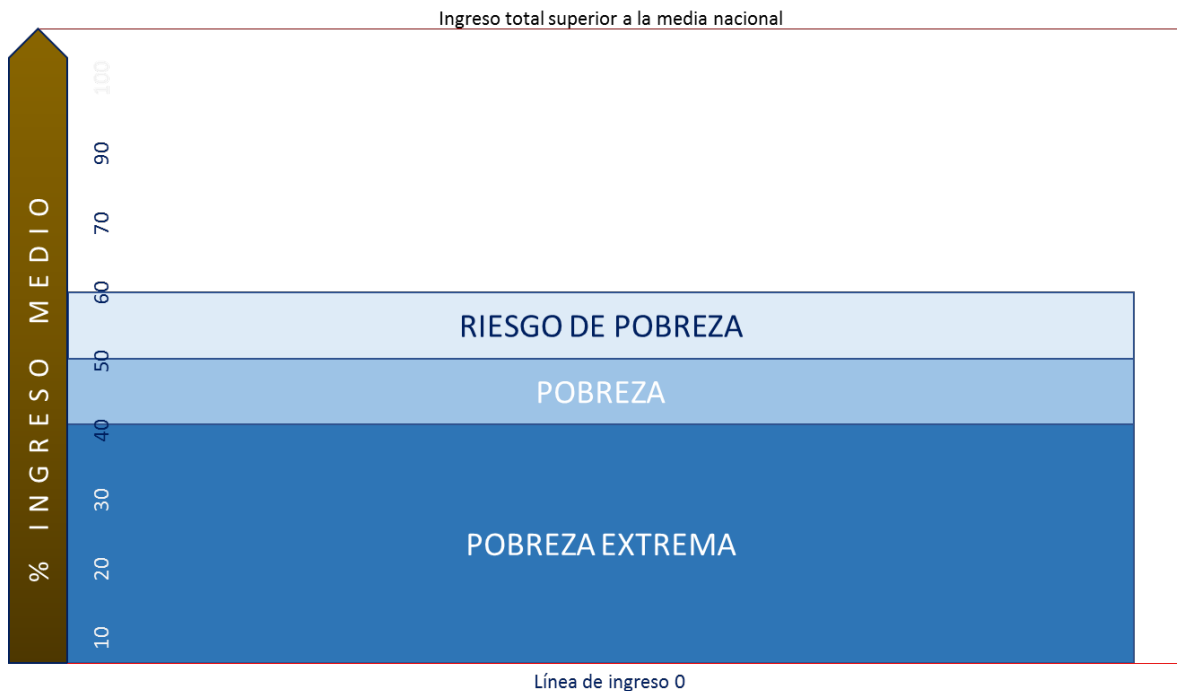 Ingreso total superior a la media nacional
% INGRESO MEDIO
100
90
70
60
RIESGO DE POBREZA
50
POBREZA
40
30
POBREZA EXTREMA
20
10
Línea de ingreso 0